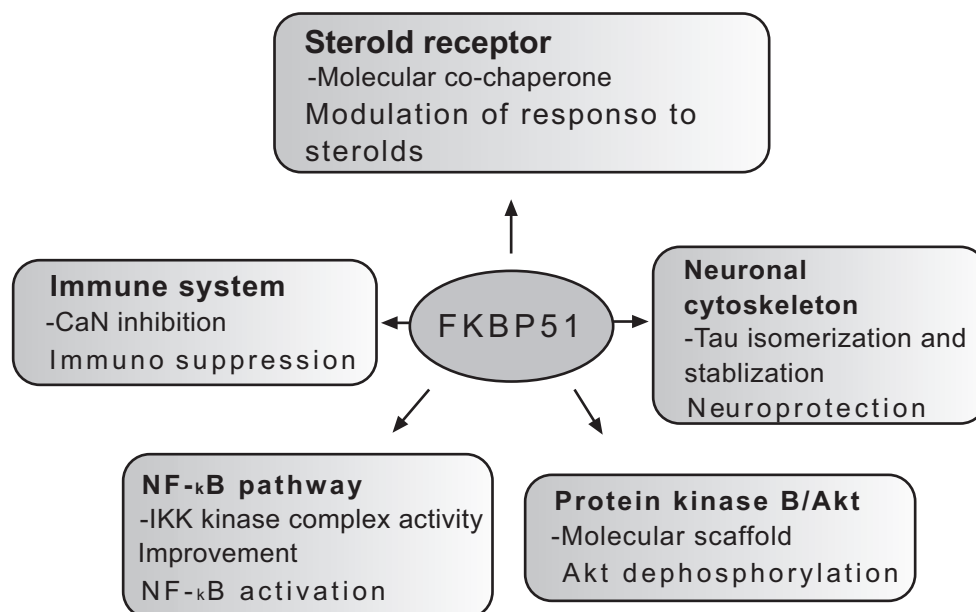 Sterold receptor
-Molecular co-chaperone
Modulation of responso to
sterolds
Immune system
-CaN inhibition
Immuno suppression
FKBP51
Neuronal
cytoskeleton
-Tau isomerization and
stablization
Neuroprotection
NF-kB pathway
-IKK kinase complex activity
Improvement
NF-kB activation
Protein kinase B/Akt
-Molecular scaffold
Akt dephosphorylation